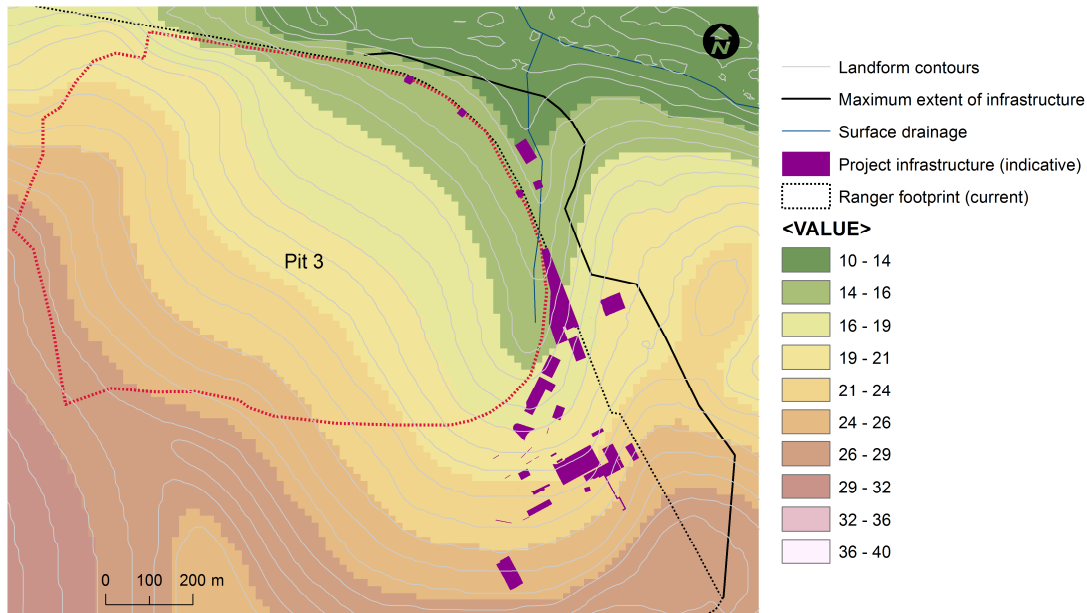 N
Landform contours
Maximum extent of infrastructure
Surface drainage
Project infrastructure (indicative)
Ranger footprint (current)
<VALUE>
10 - 14
14 - 16
16 - 19
19 - 21
21 - 24
24 - 26
26 - 29
29 - 32
32 - 36
36 - 40
Pit 3
0 100 200 m